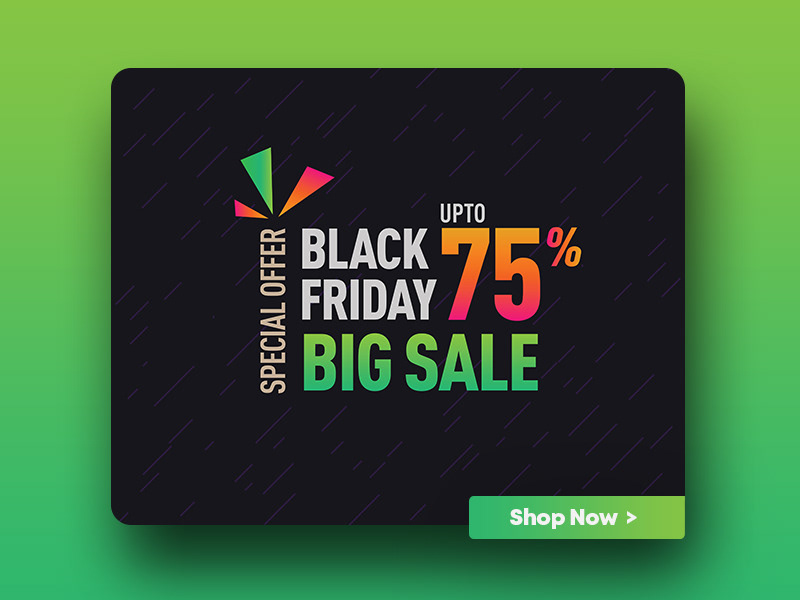 SPECIAL OFFER
BLACK
FRIDAY
UPTO
75%
BIG SALE
Shop Now >